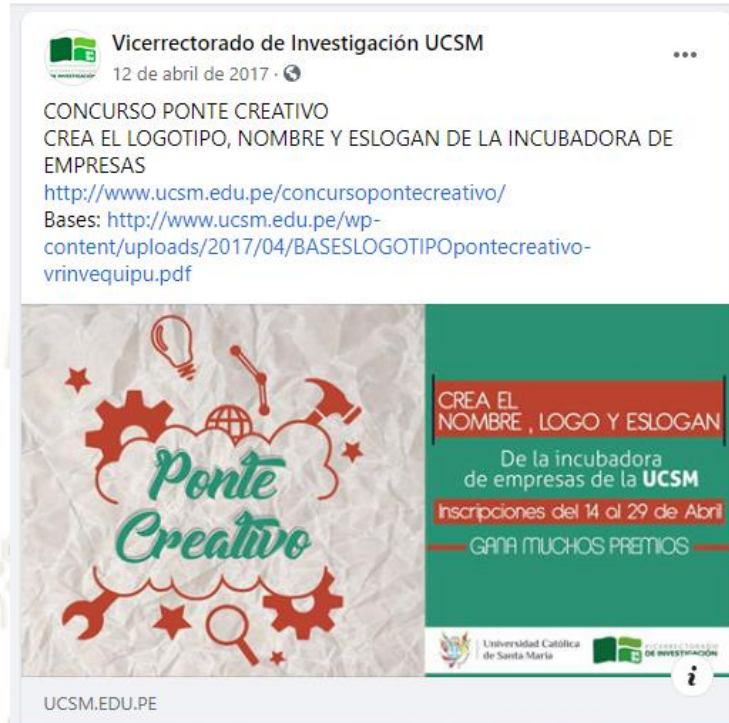 Vicerrectorado de Investigación UCSM
12 de abril de 2017 ·
CONCURSO PONTE CREATIVO
CREA EL LOGOTIPO, NOMBRE Y ESLOGAN DE LA INCUBADORA DE
EMPRESAS
http://www.ucsm.edu.pe/concursopontecreativo/
Bases: http://www.ucsm.edu.pe/wp-
content/uploads/2017/04/BASESLOGOTIPOpontecreativo-
vrinvequipu.pdf
Ponte
Creativo
CREA EL
NOMBRE , LOGO Y ESLOGAN
De la incubadora
de empresas de la UCSM
Inscripciones del 14 al 29 de Abril
GANA MUCHOS PREMIOS
Universidad Católica
de Santa María
VICERRECTORADO
DE INVESTIGACIÓN
UCSM.EDU.PE